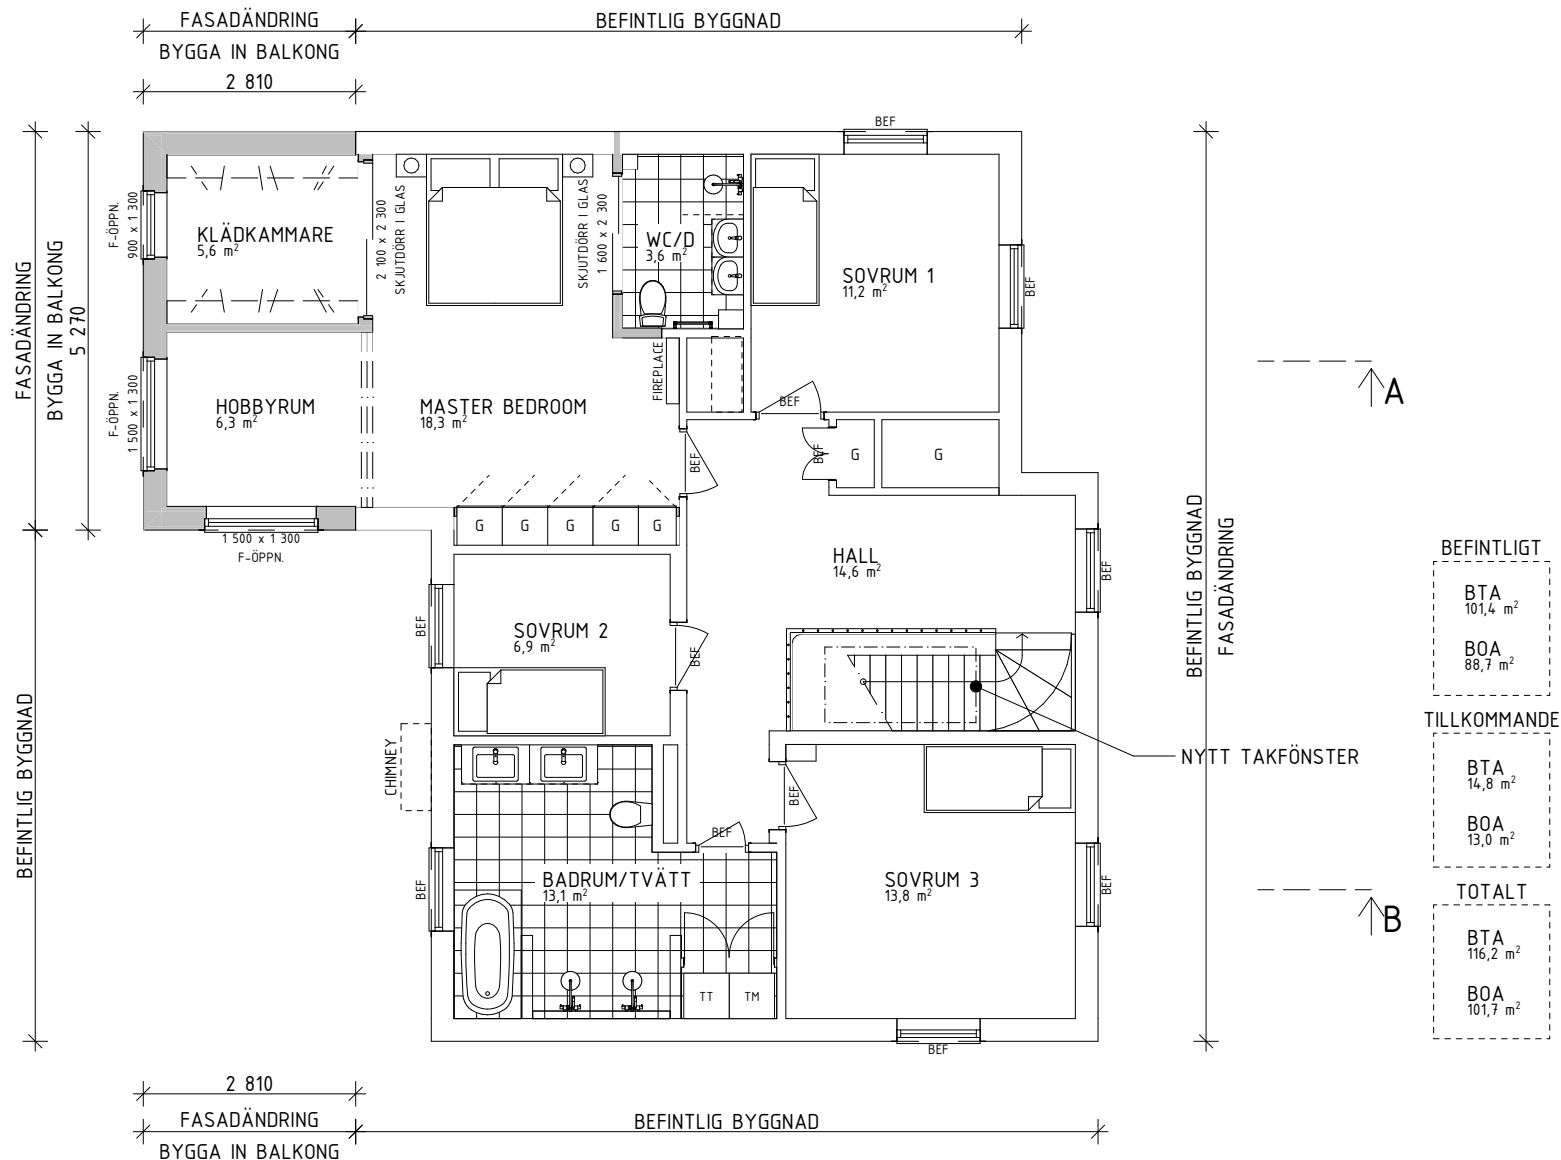 FASADÄNDRING
BEFINTLIG BYGGNAD
BYGGA IN BALKONG
2 810
BEF
FASADÄNDRING
BYGGA IN BALKONG
5 270
F-ÖPPN.
900 x 1 300
KLÄDKAMMARE
5,6 m²
2 100 x 2 300
SKJUTDÖRR I GLAS
SKJUTDÖRR I GLAS
1 600 x 2 300
WC/D
3,6 m²
SOVRUM 1
11,2 m²
BEF
F-ÖPPN.
1 500 x 1 300
HOBBYRUM
6,3 m²
MASTER BEDROOM
18,3 m²
FIREPLACE
BEF
A
BEF
BEF
G
G
G
G
G
G
G
1 500 x 1 300
F-ÖPPN.
BEFINTLIG BYGGNAD
FASADÄNDRING
HALL
14,6 m²
BEF
BEF
SOVRUM 2
6,9 m²
BEF
BEFINTLIGT
BTA
101,4 m²
BOA
88,7 m²
TILLKOMMANDE
BTA
14,8 m²
BOA
13,0 m²
TOTALT
BTA
116,2 m²
BOA
101,7 m²
NYTT TAKFÖNSTER
BEFINTLIG BYGGNAD
CHIMNEY
BEF
BEF
BEF
BADRUM/TVÄTT
13,1 m²
SOVRUM 3
13,8 m²
BEF
B
TT
TM
BEF
2 810
FASADÄNDRING
BEFINTLIG BYGGNAD
BYGGA IN BALKONG